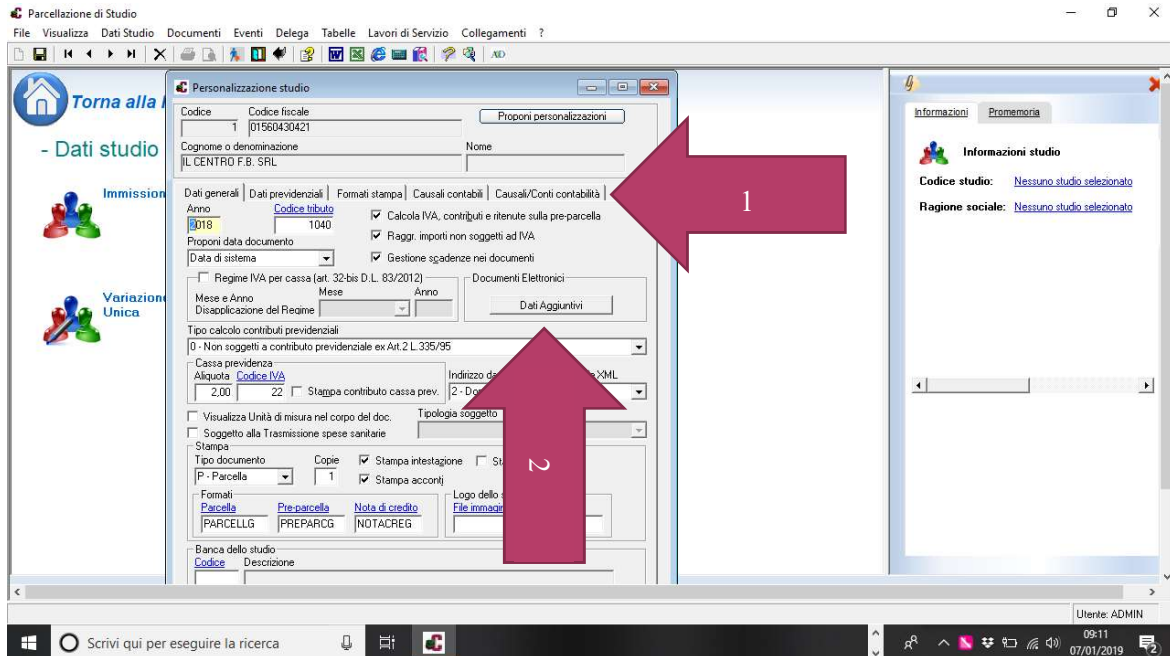 Parcellazione di Studio
File Visualizza Dati Studio Documenti Eventi Delega Tabelle Lavori di Servizio Collegamenti ?
Torna alla
- Dati studio
Immission
Variazion
Unica
Personalizzazione studio
Codice Codice fiscale
1 01560430421 Proponi personalizzazioni
Cognome o denominazione Nome
IL CENTRO F.B. SRL
Dati generali Dati previdenziali Formati stampa Causali contabili Causali/Conti contabilità
Anno Codice tributo Calcola IVA, contributi e ritenute sulla pre-parcella
2018 1040
Raggr. importi non soggetti ad IVA
Proponi data documento
Data di sistema Gestione scadenze nei documenti
Regime IVA per cassa (art. 32-bis D.L. 83/2012) Documenti Elettronici
Mese e Anno Mese Anno
Disapplicazione del Regime Dati Aggiuntivi
Tipo calcolo contributi previdenziali
0 - Non soggetti a contributo previdenziale ex Art.2 L.335/95
Cassa previdenza
Aliquota Codice IVA Indirizzo da XML
2,00 22 Stampa contributo cassa prev. 2 - Do
Visualizza Unità di misura nel corpo del doc. Tipologia soggetto
Soggetto alla Trasmissione spese sanitarie
Stampa
Tipo documento Copie Stampa intestazione St
P - Parcella 1 Stampa acconti
Formati Logo dello
Parcella Pre-parcella Nota di credito File immagin
PARCELLG PREPARCG NOTACREG
Banca dello studio
Codice Descrizione
1
2
Informazioni Promemoria
Informazioni studio
Codice studio: Nessuno studio selezionato
Ragione sociale: Nessuno studio selezionato
Utente: ADMIN
Scrivi qui per eseguire la ricerca
09:11
07/01/2019